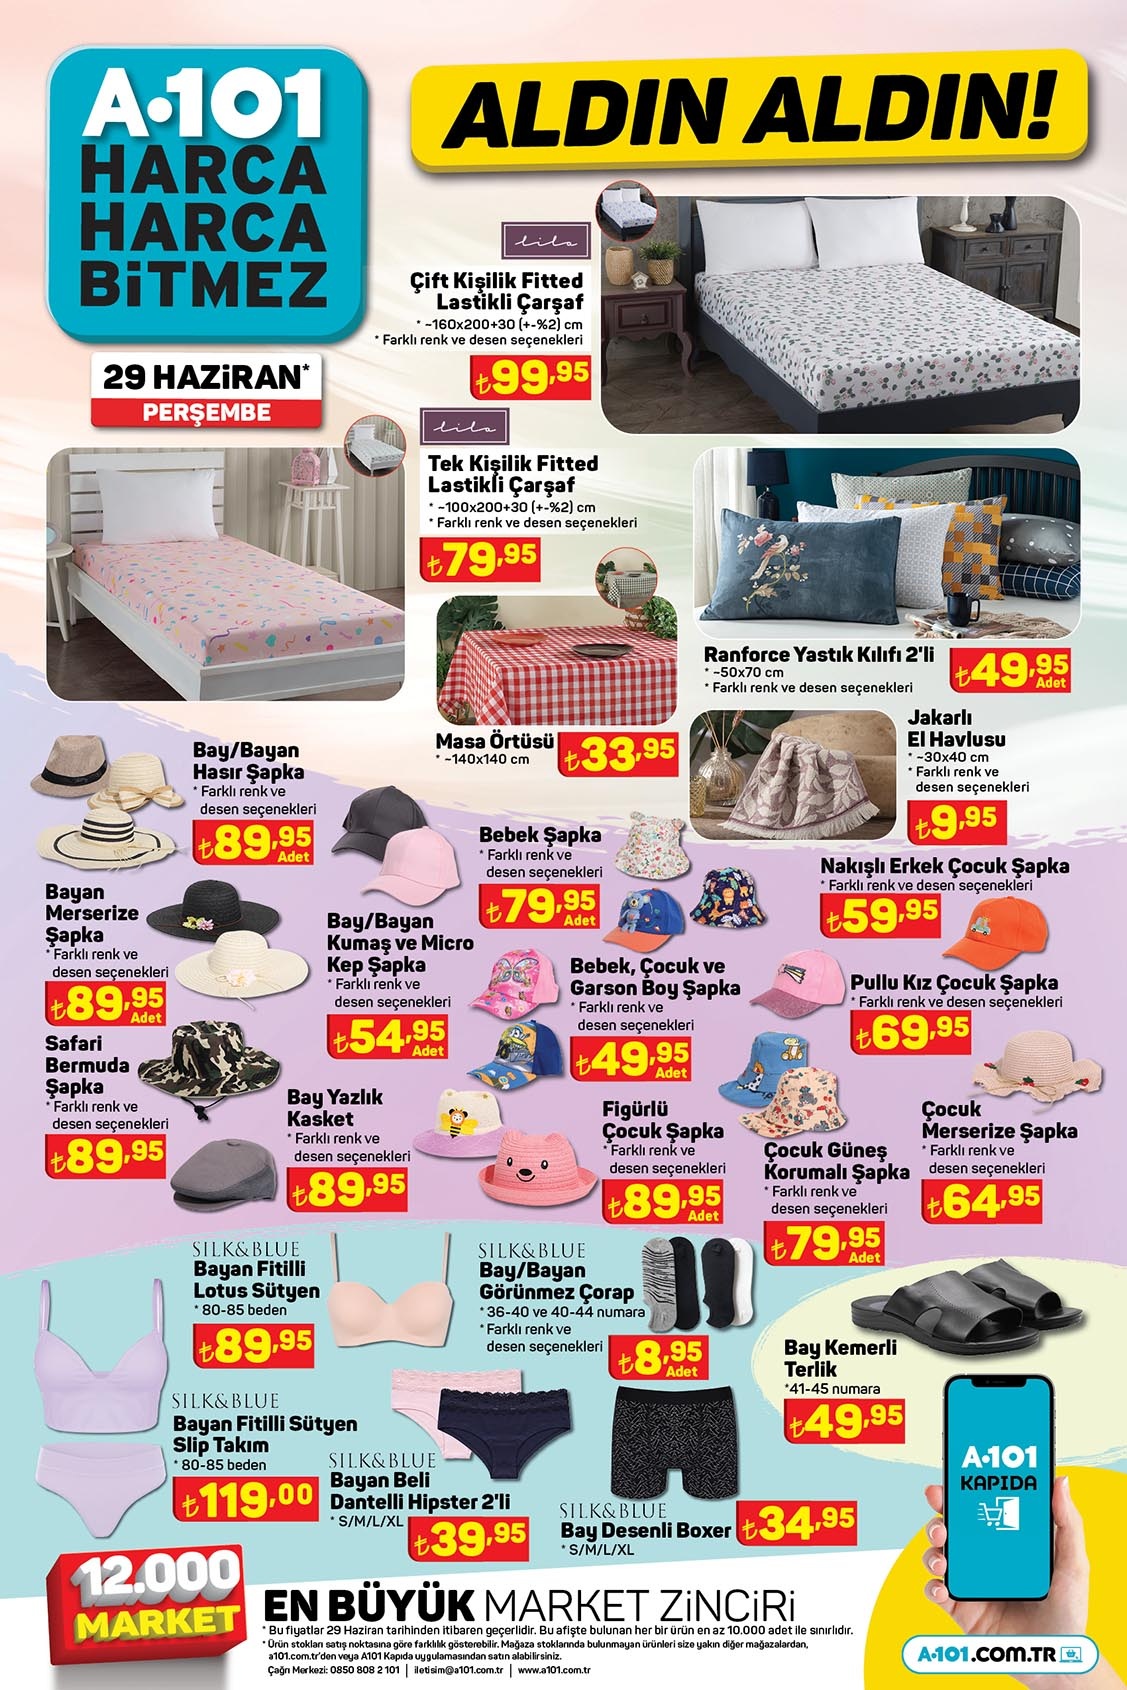 A•101
HARCA
HARCA
BiTMEZ
ALDIN ALDIN!
29 HAZiRAN*
PERŞEMBE
lila
Çift Kişilik Fitted
Lastikli Çarşaf
* ~160x200+30 (+-%2) cm
* Farklı renk ve desen seçenekleri
₺99,95
lila
Tek Kişilik Fitted
Lastikli Çarşaf
* ~100x200+30 (+-%2) cm
* Farklı renk ve desen seçenekleri
₺79,95
Ranforce Yastık Kılıfı 2'li
* ~50x70 cm
* Farklı renk ve desen seçenekleri
₺49,95
Adet
Masa Örtüsü
* ~140x140 cm
₺33,95
Jakarlı
El Havlusu
* ~30x40 cm
* Farklı renk ve
desen seçenekleri
₺9,95
Bay/Bayan
Hasır Şapka
* Farklı renk ve
desen seçenekleri
₺89,95
Adet
Bayan
Merserize
Şapka
* Farklı renk ve
desen seçenekleri
₺89,95
Adet
Bay/Bayan
Kumaş ve Micro
Kep Şapka
* Farklı renk ve
desen seçenekleri
₺54,95
Adet
Bebek Şapka
* Farklı renk ve
desen seçenekleri
₺79,95
Adet
Nakışlı Erkek Çocuk Şapka
* Farklı renk ve desen seçenekleri
₺59,95
Bebek, Çocuk ve
Garson Boy Şapka
* Farklı renk ve
desen seçenekleri
₺49,95
Adet
Pullu Kız Çocuk Şapka
* Farklı renk ve desen seçenekleri
₺69,95
Safari
Bermuda
Şapka
* Farklı renk ve
desen seçenekleri
₺89,95
Bay Yazlık
Kasket
* Farklı renk ve
desen seçenekleri
₺89,95
Figürlü
Çocuk Şapka
* Farklı renk ve
desen seçenekleri
₺89,95
Adet
Çocuk Güneş
Korumalı Şapka
* Farklı renk ve
desen seçenekleri
₺79,95
Adet
Çocuk
Merserize Şapka
* Farklı renk ve
desen seçenekleri
₺64,95
SILK&BLUE
Bayan Fitilli
Lotus Sütyen
* 80-85 beden
₺89,95
SILK&BLUE
Bay/Bayan
Görünmez Çorap
* 36-40 ve 40-44 numara
* Farklı renk ve
desen seçenekleri
₺8,95
Adet
Bay Kemerli
Terlik
*41-45 numara
₺49,95
SILK&BLUE
Bayan Fitilli Sütyen
Slip Takım
* 80-85 beden
₺119,00
SILK&BLUE
Bayan Beli
Dantelli Hipster 2'li
* S/M/L/XL
₺39,95
SILK&BLUE
Bay Desenli Boxer
* S/M/L/XL
₺34,95
A•101
KAPIDA
12.000
MARKET
EN BÜYÜK MARKET ZiNCiRi
* Bu fiyatlar 29 Haziran tarihinden itibaren geçerlidir. Bu afişte bulunan her bir ürün en az 10.000 adet ile sınırlıdır.
* Ürün stokları satış noktasına göre farklılık gösterebilir. Mağaza stoklarında bulunmayan ürünleri size yakın diğer mağazalardan,
a101.com.tr'den veya A101 Kapıda uygulamasından satın alabilirsiniz.
Çağrı Merkezi: 0850 808 2 101 | iletisim@a101.com.tr | www.a101.com.tr
A•101.COM.TR